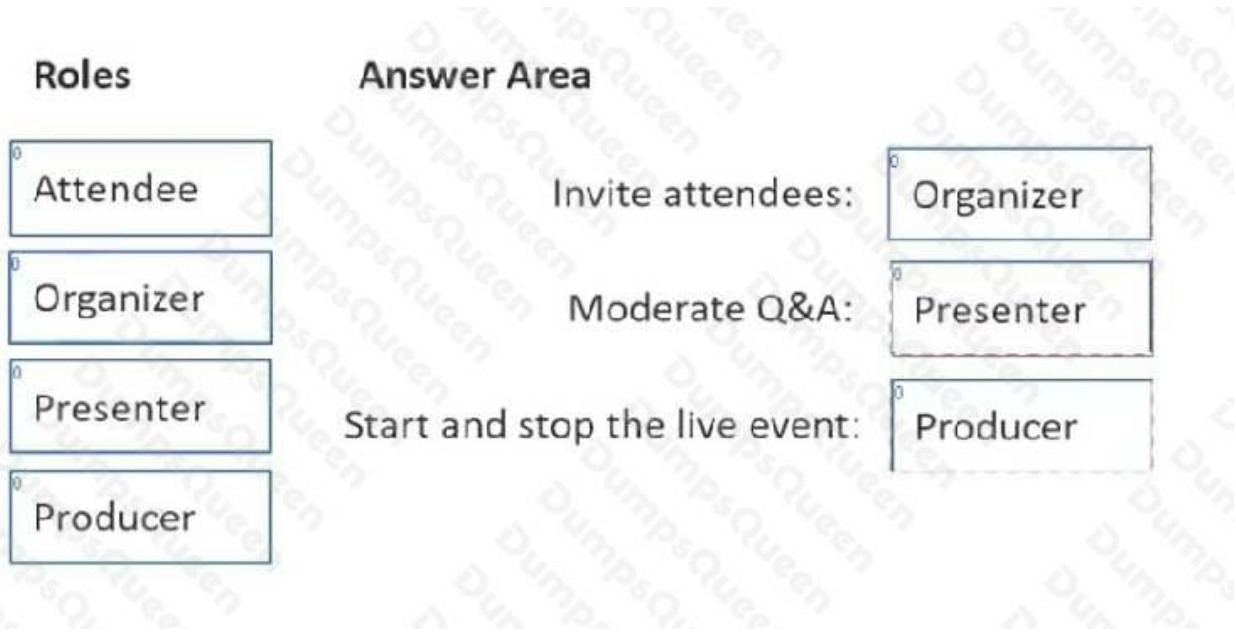 Roles Answer Area
Attendee
Invite attendees: Organizer
Organizer
Moderate Q&A: Presenter
Presenter
Start and stop the live event: Producer
Producer
DumpsQueen